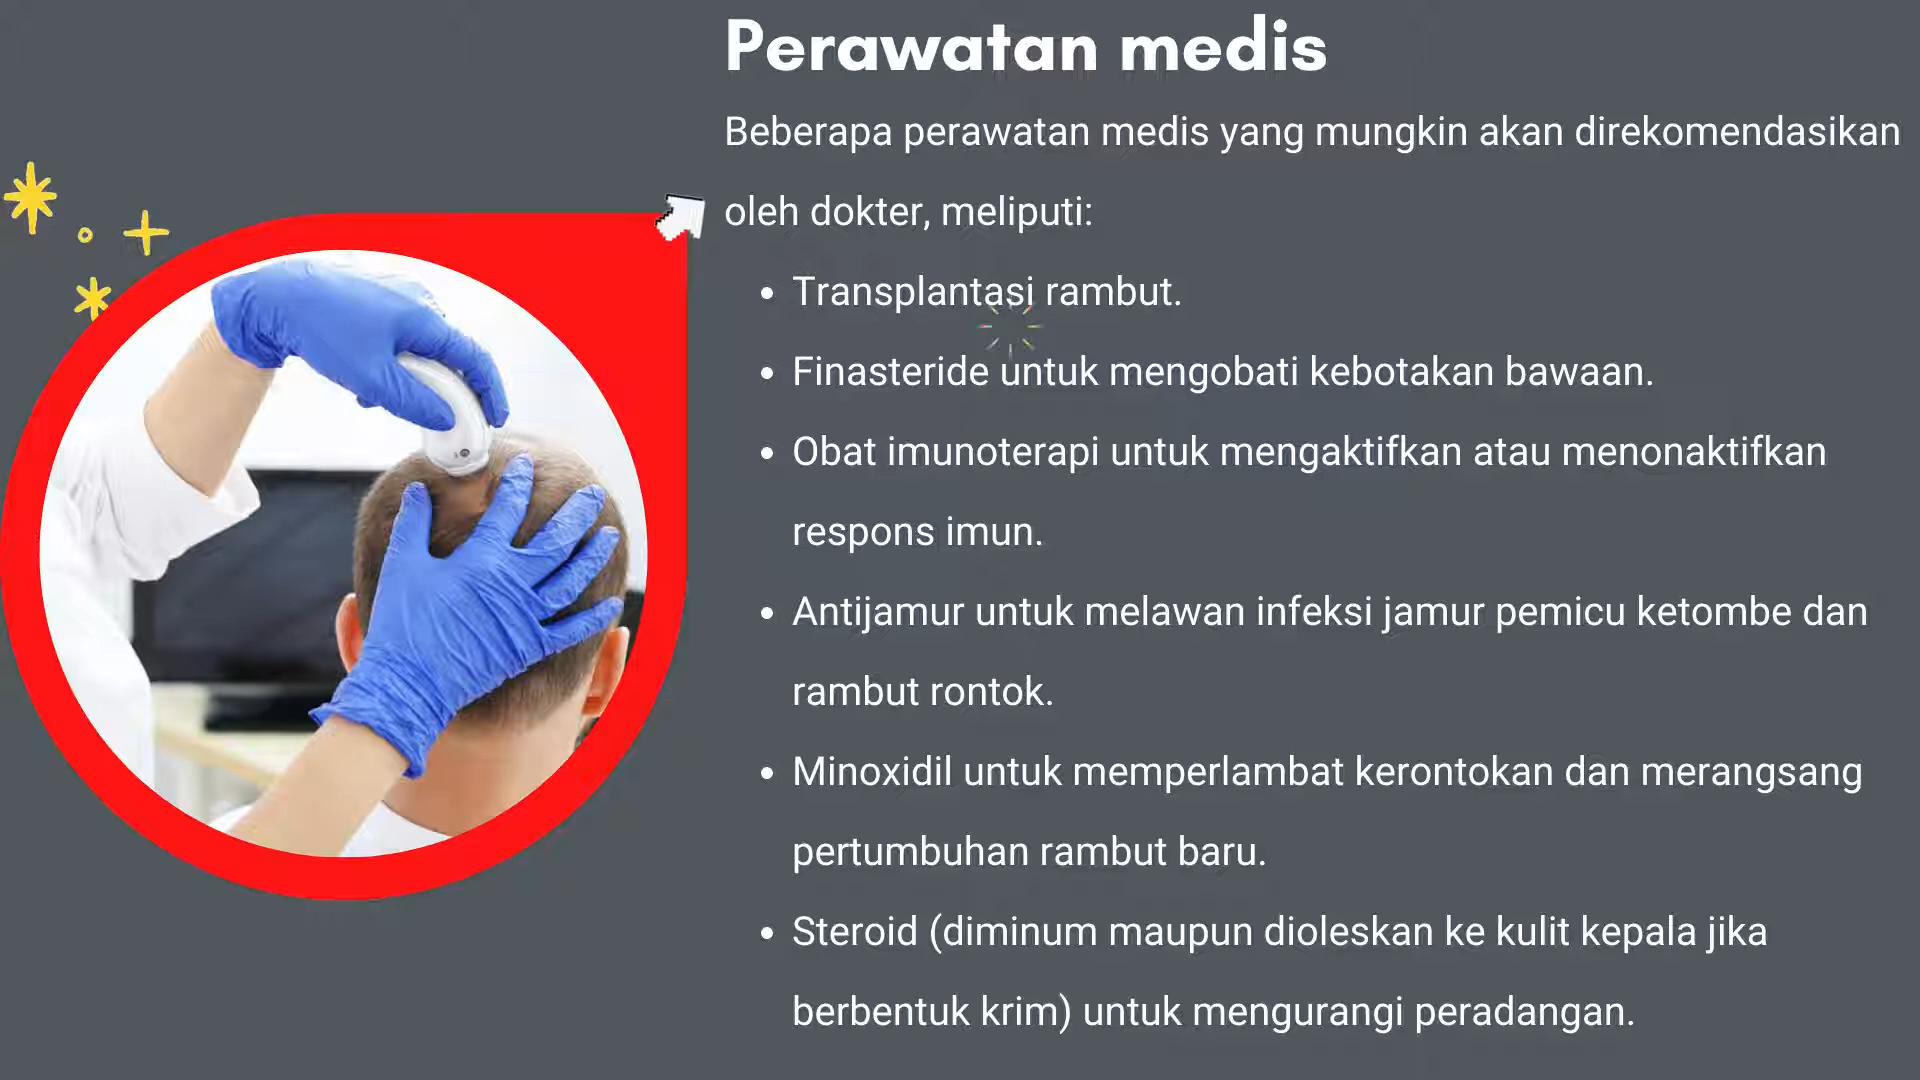 Perawatan medis
Beberapa perawatan medis yang mungkin akan direkomendasikan
oleh dokter, meliputi:
• Transplantasi rambut.
• Finasteride untuk mengobati kebotakan bawaan.
• Obat imunoterapi untuk mengaktifkan atau menonaktifkan
respons imun.
• Antijamur untuk melawan infeksi jamur pemicu ketombe dan
rambut rontok.
• Minoxidil untuk memperlambat kerontokan dan merangsang
pertumbuhan rambut baru.
• Steroid (diminum maupun dioleskan ke kulit kepala jika
berbentuk krim) untuk mengurangi peradangan.